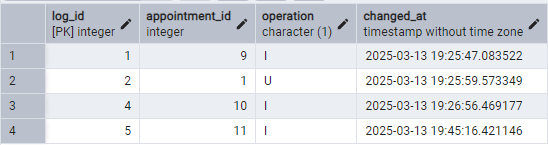 log_id appointment_id operation changed_at
[PK] integer integer character (1) timestamp without time zone
1 1 9 I 2025-03-13 19:25:47.083522
2 2 1 U 2025-03-13 19:25:59.573349
3 4 10 I 2025-03-13 19:26:56.469177
4 5 11 I 2025-03-13 19:45:16.421146